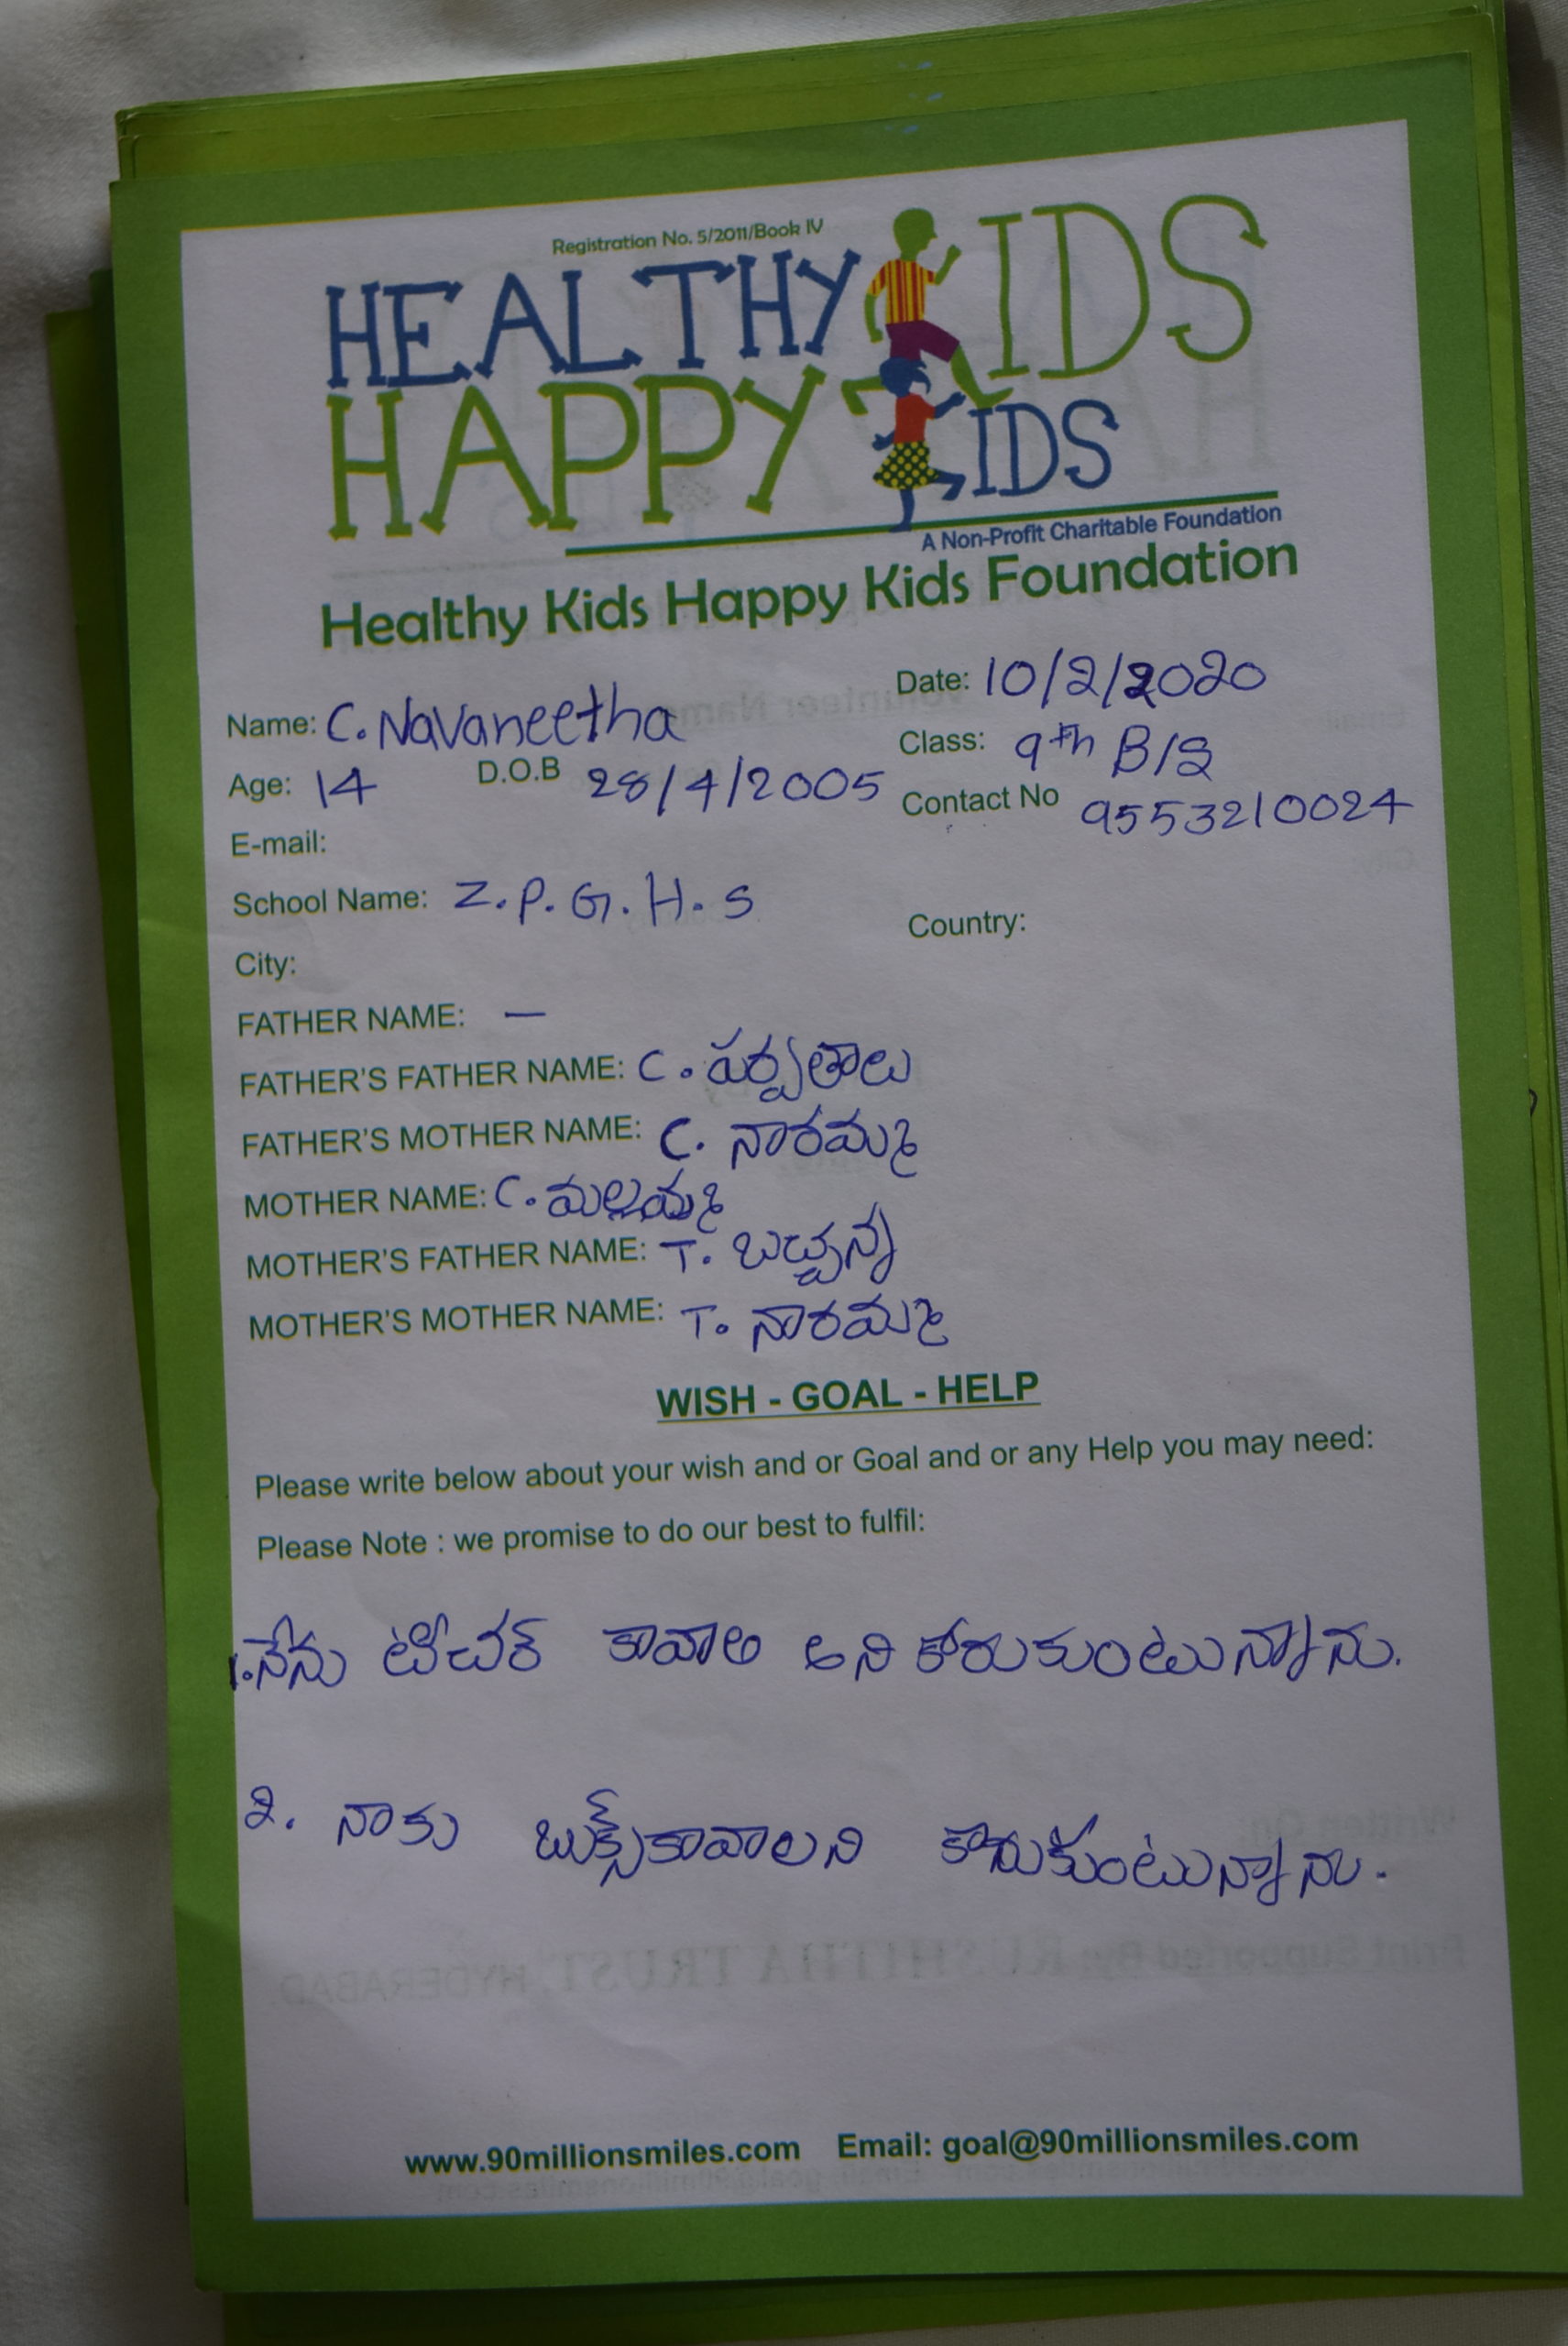 Registration No. 5/2011/Book IV
HEALTHY KIDS
HAPPY KIDS
A Non-Profit Charitable Foundation
Healthy Kids Happy Kids Foundation
Name: C. Navaneetha Date: 10/2/2020
Age: 14 D.O.B 28/4/2005 Class: 9th B/S
E-mail: Contact No 9553210024
School Name: Z.P.G.H.S
City: Country:
FATHER NAME: —
FATHER'S FATHER NAME: C. పర్వతాలు
FATHER'S MOTHER NAME: C. నారమ్మ
MOTHER NAME: C. మల్లమ్మ
MOTHER'S FATHER NAME: T. బచ్చన్న
MOTHER'S MOTHER NAME: T. నారమ్మ
WISH - GOAL - HELP
Please write below about your wish and or Goal and or any Help you may need:
Please Note : we promise to do our best to fulfil:
1. నేను టీచర్ కావాలి అని కోరుకుంటున్నాను.
2. నాకు బుక్స్ కావాలని కోరుకుంటున్నాను.
www.90millionsmiles.com Email: goal@90millionsmiles.com